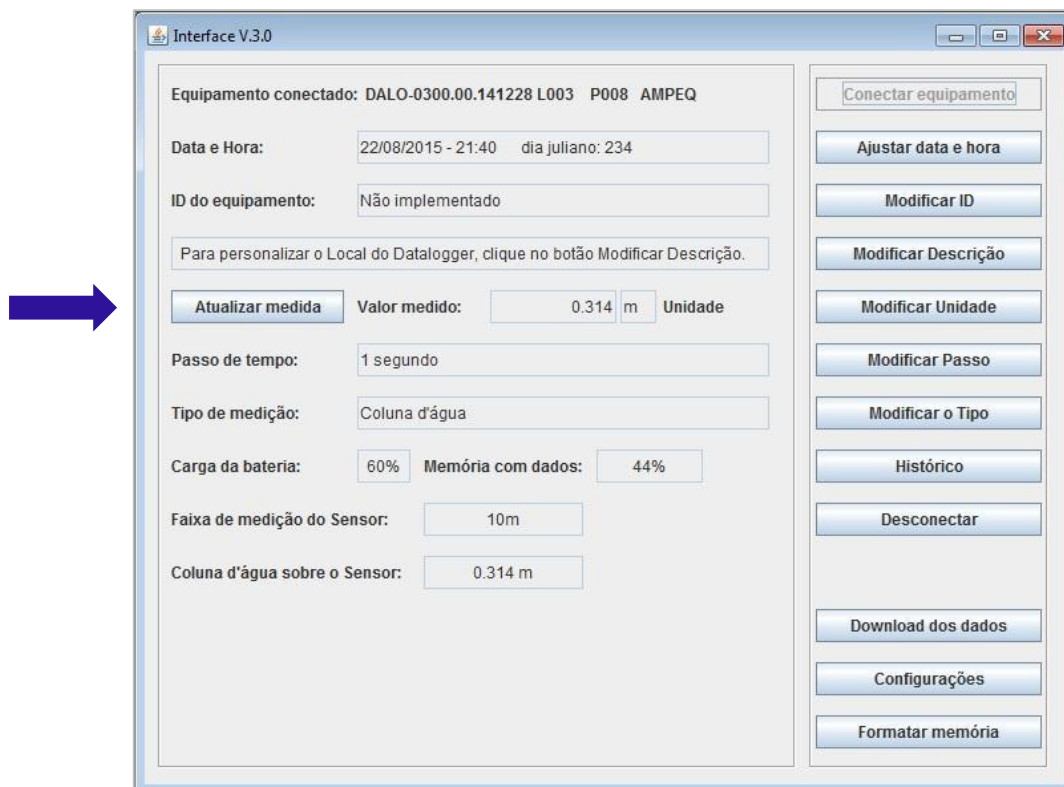 Interface V.3.0
Equipamento conectado: DALO-0300.00.141228 L003 P008 AMPEQ
Data e Hora: 22/08/2015 - 21:40 dia juliano: 234
ID do equipamento: Não implementado
Para personalizar o Local do Datalogger, clique no botão Modificar Descrição.
Atualizar medida Valor medido: 0.314 m Unidade
Passo de tempo: 1 segundo
Tipo de medição: Coluna d'água
Carga da bateria: 60% Memória com dados: 44%
Faixa de medição do Sensor: 10m
Coluna d'água sobre o Sensor: 0.314 m
Conectar equipamento
Ajustar data e hora
Modificar ID
Modificar Descrição
Modificar Unidade
Modificar Passo
Modificar o Tipo
Histórico
Desconectar
Download dos dados
Configurações
Formatar memória